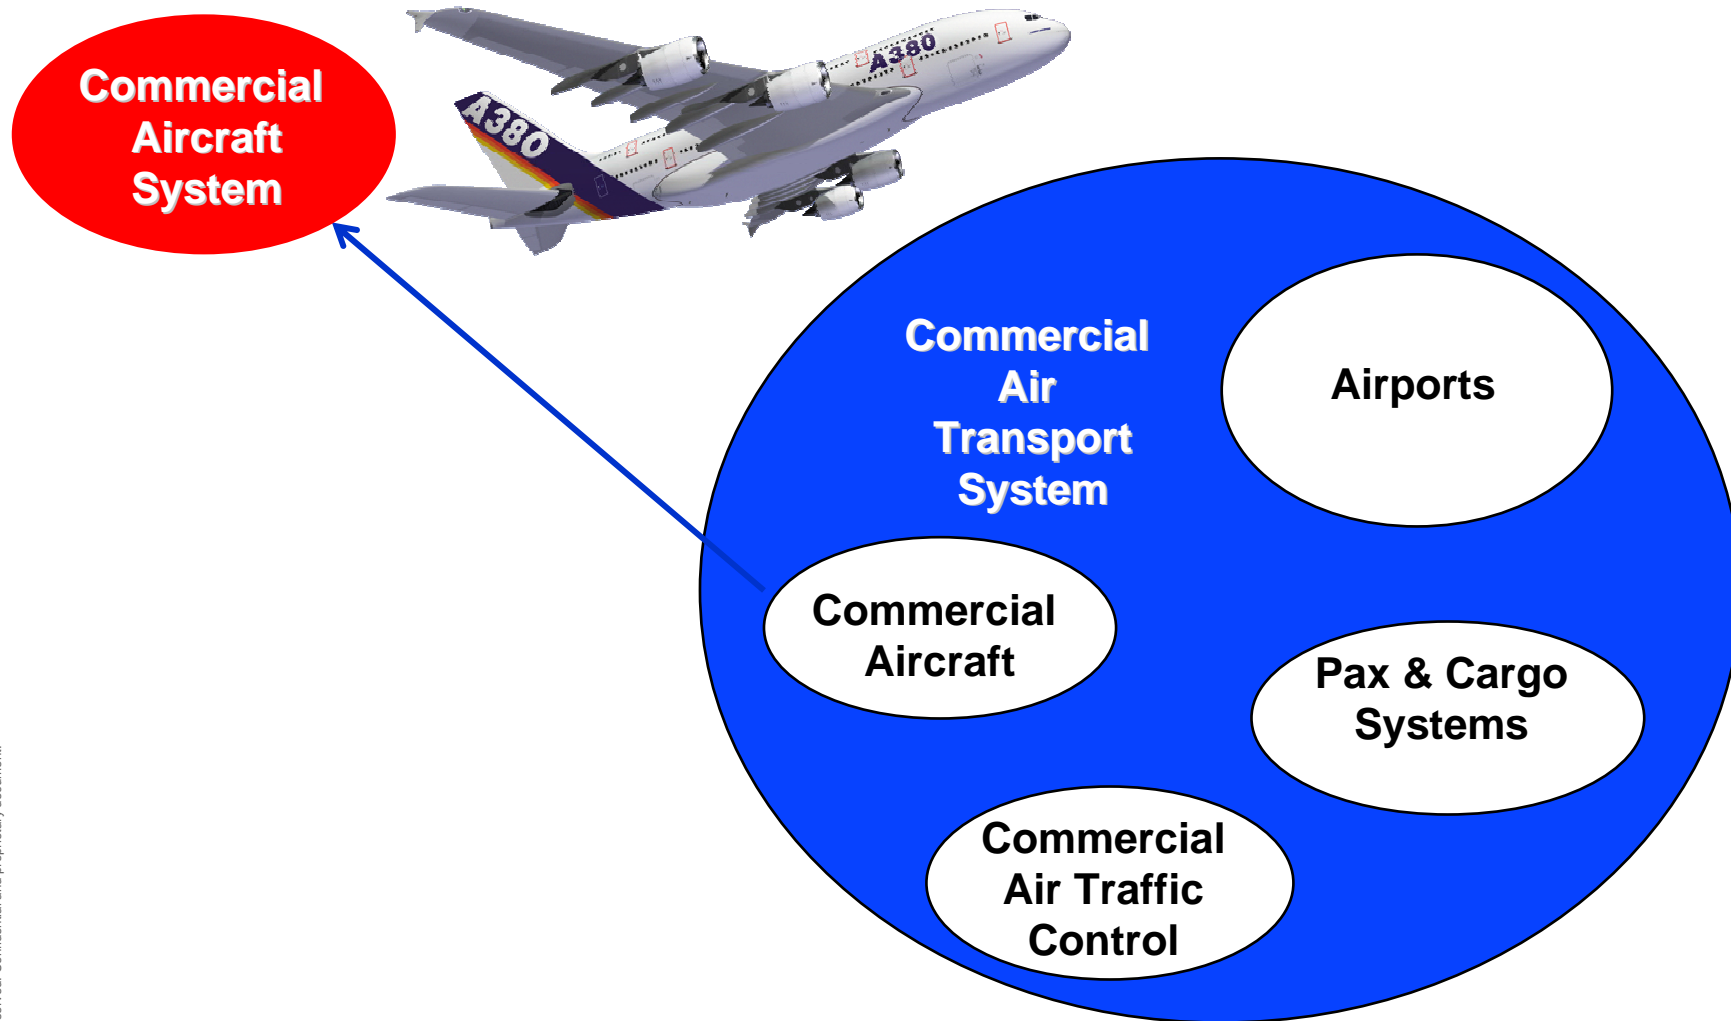 Commercial
Aircraft
System
A380
A380
Commercial
Air
Transport
System
Airports
Commercial
Aircraft
Pax & Cargo
Systems
Commercial
Air Traffic
Control